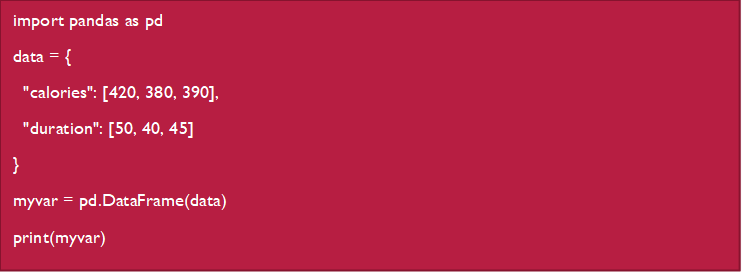 import pandas as pd
data = {
"calories": [420, 380, 390],
"duration": [50, 40, 45]
}
myvar = pd.DataFrame(data)
print(myvar)